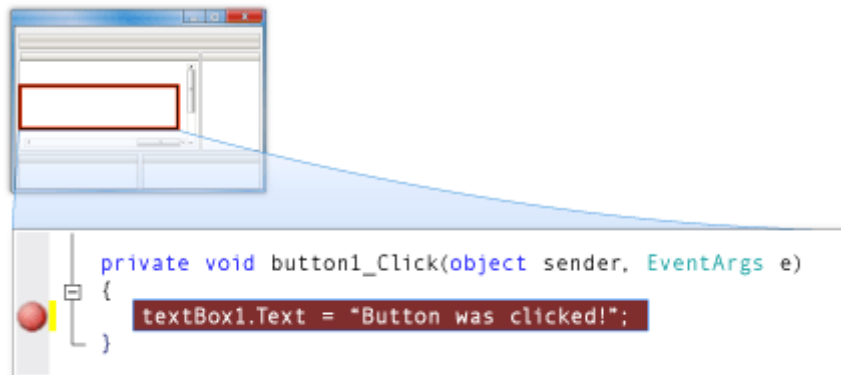 private void button1_Click(object sender, EventArgs e)
{
textBox1.Text = "Button was clicked!";
}